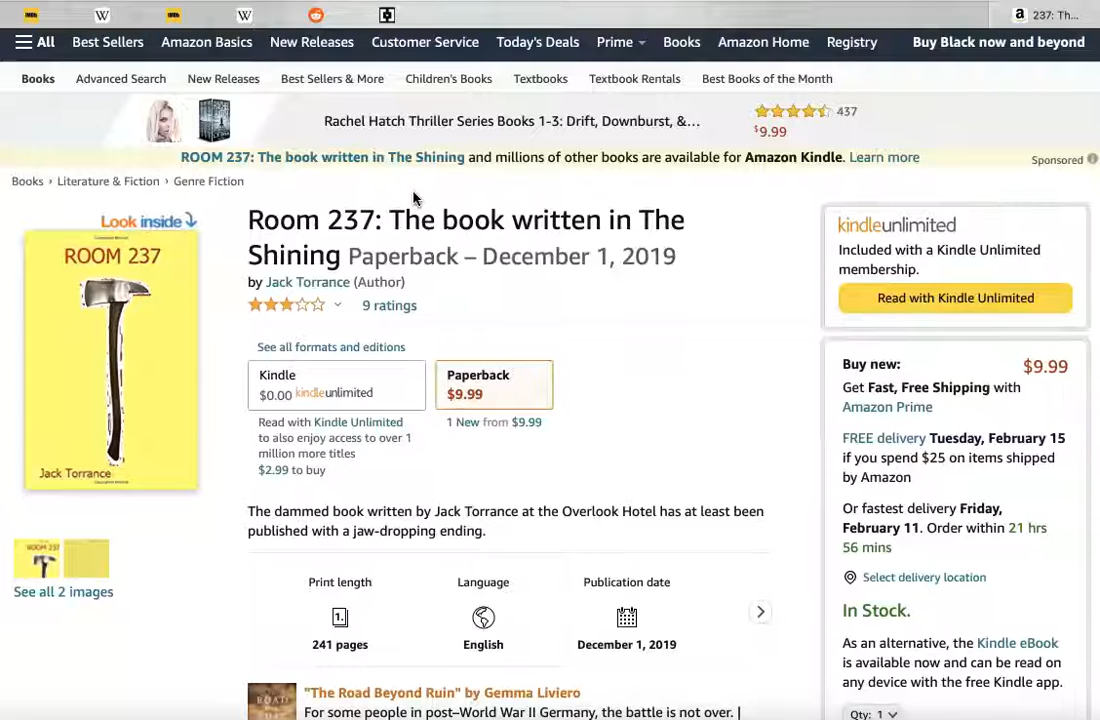 237: Th...
All Best Sellers Amazon Basics New Releases Customer Service Today's Deals Prime Books Amazon Home Registry Buy Black now and beyond
Books Advanced Search New Releases Best Sellers & More Children's Books Textbooks Textbook Rentals Best Books of the Month
Rachel Hatch Thriller Series Books 1-3: Drift, Downburst, &...
437
$9.99
ROOM 237: The book written in The Shining and millions of other books are available for Amazon Kindle. Learn more
Sponsored
Books › Literature & Fiction › Genre Fiction
Look inside
ROOM 237
Jack Torrance
See all 2 images
Room 237: The book written in The
Shining Paperback – December 1, 2019
by Jack Torrance (Author)
9 ratings
See all formats and editions
Kindle
$0.00 kindleunlimited
Read with Kindle Unlimited
to also enjoy access to over 1
million more titles
$2.99 to buy
Paperback
$9.99
1 New from $9.99
The dammed book written by Jack Torrance at the Overlook Hotel has at least been
published with a jaw-dropping ending.
Print length
1.
241 pages
Language
English
Publication date
December 1, 2019
"The Road Beyond Ruin" by Gemma Liviero
For some people in post–World War II Germany, the battle is not over. |
kindleunlimited
Included with a Kindle Unlimited
membership.
Read with Kindle Unlimited
Buy new: $9.99
Get Fast, Free Shipping with
Amazon Prime
FREE delivery Tuesday, February 15
if you spend $25 on items shipped
by Amazon
Or fastest delivery Friday,
February 11. Order within 21 hrs
56 mins
Select delivery location
In Stock.
As an alternative, the Kindle eBook
is available now and can be read on
any device with the free Kindle app.
Qty: 1